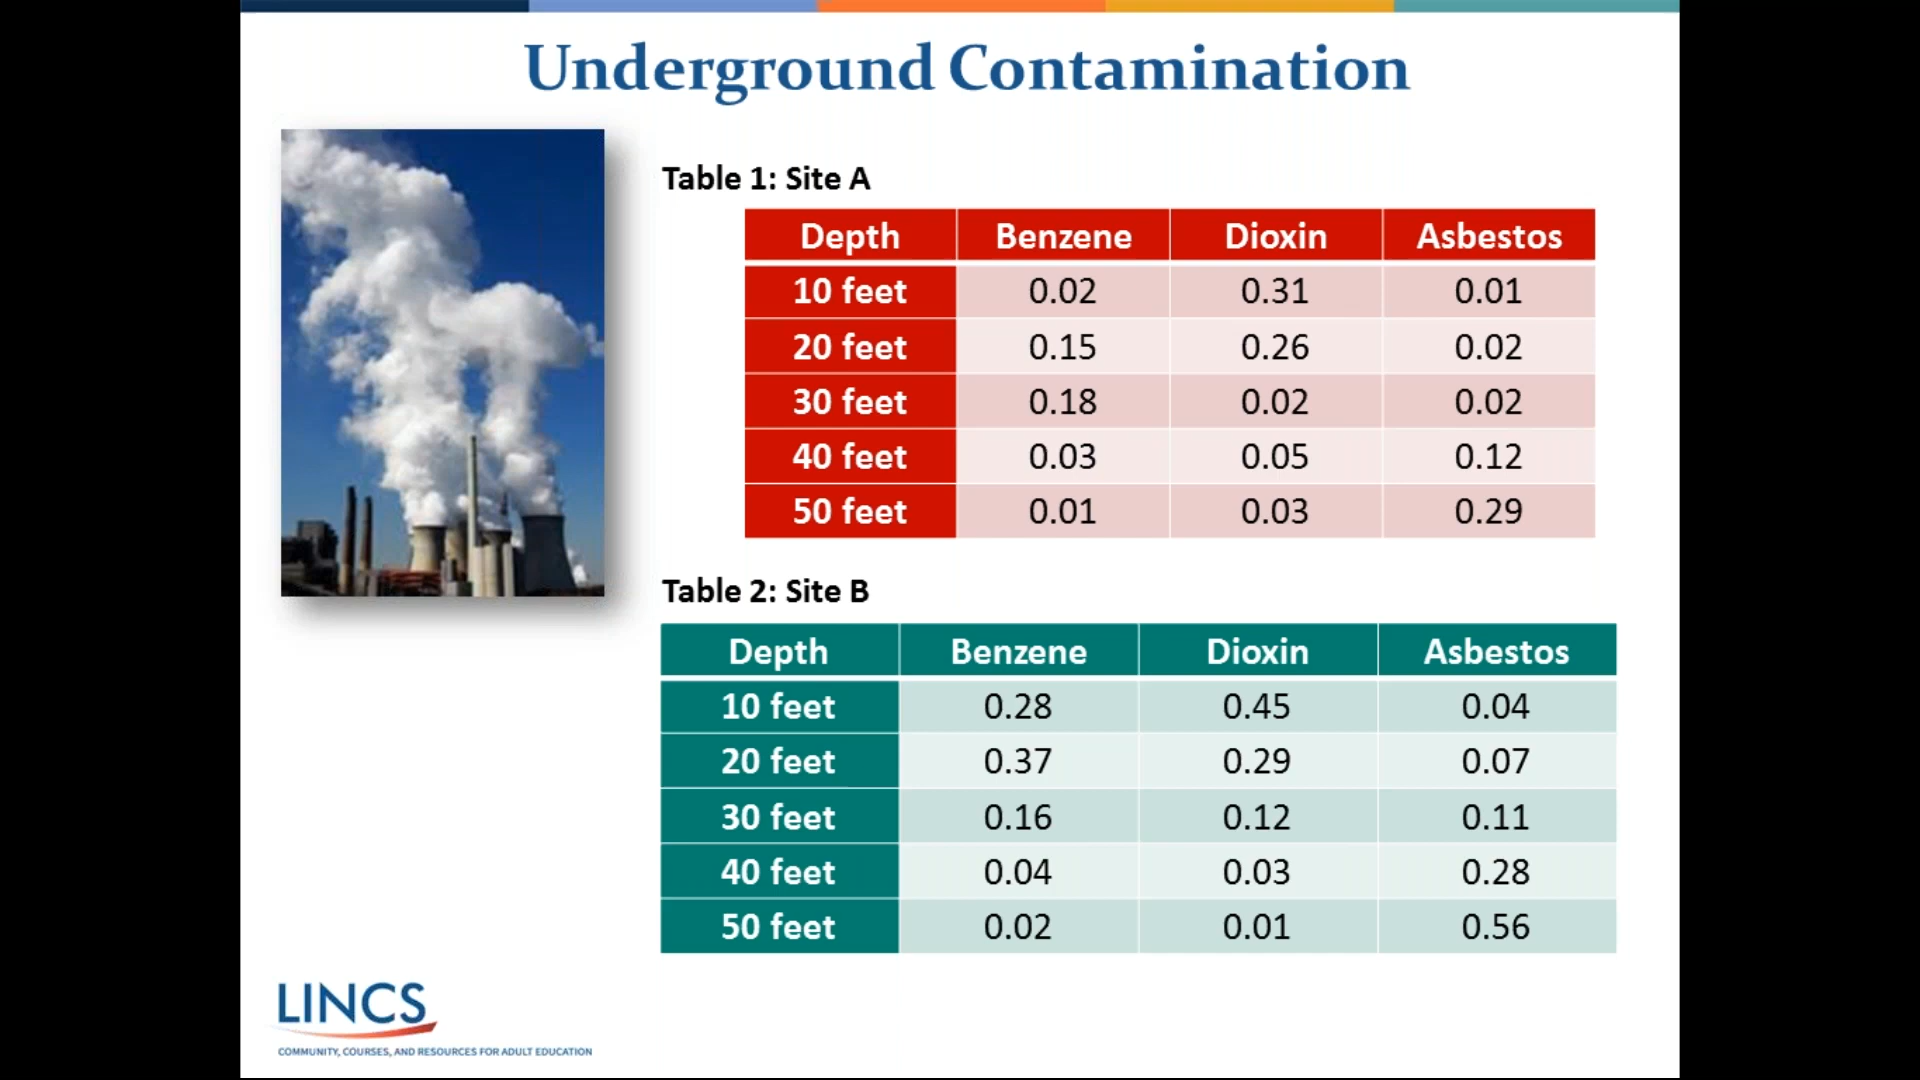 Underground Contamination
Table 1: Site A
Depth Benzene Dioxin Asbestos
10 feet 0.02 0.31 0.01
20 feet 0.15 0.26 0.02
30 feet 0.18 0.02 0.02
40 feet 0.03 0.05 0.12
50 feet 0.01 0.03 0.29
Table 2: Site B
Depth Benzene Dioxin Asbestos
10 feet 0.28 0.45 0.04
20 feet 0.37 0.29 0.07
30 feet 0.16 0.12 0.11
40 feet 0.04 0.03 0.28
50 feet 0.02 0.01 0.56
LINCS
COMMUNITY, COURSES, AND RESOURCES FOR ADULT EDUCATION